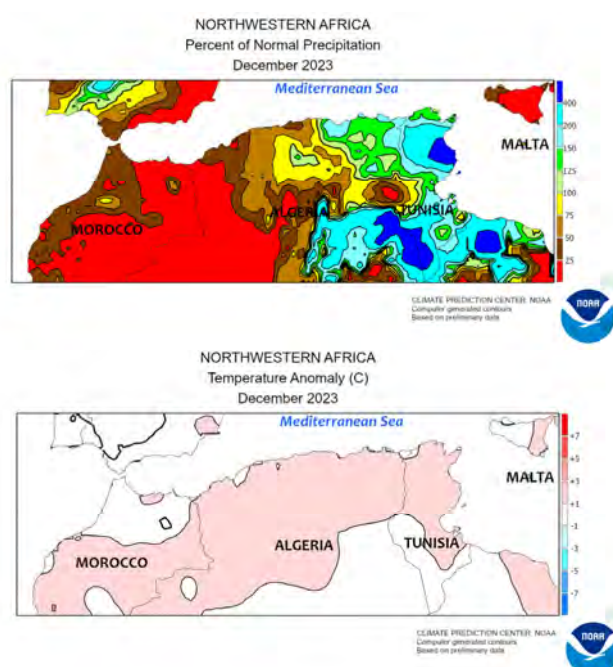 NORTHWESTERN AFRICA
Percent of Normal Precipitation
December 2023
Mediterranean Sea
MALTA
MOROCCO
ALGERIA
TUNISIA
400
200
150
100
75
50
25
CLIMATE PREDICTION CENTER, NOAA
Computer generated contours
Based on preliminary data
NOAA
NORTHWESTERN AFRICA
Temperature Anomaly (C)
December 2023
Mediterranean Sea
MALTA
MOROCCO
ALGERIA
TUNISIA
+7
+5
+3
+1
-1
-3
-5
-7
CLIMATE PREDICTION CENTER, NOAA
Computer generated contours
Based on preliminary data
NOAA